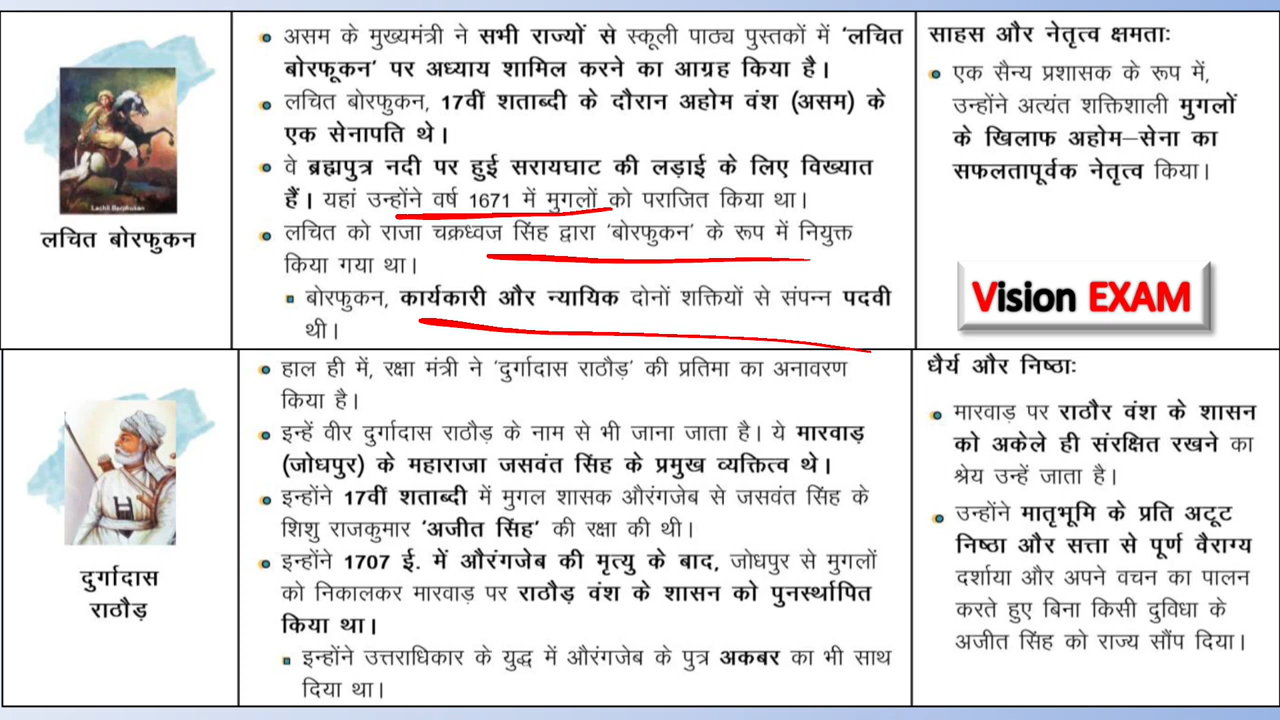 Lachit Borphukan
लचित बोरफुकन
असम के मुख्यमंत्री ने सभी राज्यों से स्कूली पाठ्य पुस्तकों में ‘लचित
बोरफूकन’ पर अध्याय शामिल करने का आग्रह किया है।
लचित बोरफुकन, 17वीं शताब्दी के दौरान अहोम वंश (असम) के
एक सेनापति थे।
वे ब्रह्मपुत्र नदी पर हुई सरायघाट की लड़ाई के लिए विख्यात
हैं। यहां उन्होंने वर्ष 1671 में मुगलों को पराजित किया था।
लचित को राजा चक्रध्वज सिंह द्वारा ‘बोरफुकन’ के रूप में नियुक्त
किया गया था।
बोरफुकन, कार्यकारी और न्यायिक दोनों शक्तियों से संपन्न पदवी
थी।
साहस और नेतृत्व क्षमताः
एक सैन्य प्रशासक के रूप में,
उन्होंने अत्यंत शक्तिशाली मुगलों
के खिलाफ अहोम–सेना का
सफलतापूर्वक नेतृत्व किया।
Vision EXAM
दुर्गादास
राठौड़
हाल ही में, रक्षा मंत्री ने ‘दुर्गादास राठौड़’ की प्रतिमा का अनावरण
किया है।
इन्हें वीर दुर्गादास राठौड़ के नाम से भी जाना जाता है। ये मारवाड़
(जोधपुर) के महाराजा जसवंत सिंह के प्रमुख व्यक्तित्व थे।
इन्होंने 17वीं शताब्दी में मुगल शासक औरंगजेब से जसवंत सिंह के
शिशु राजकुमार ‘अजीत सिंह’ की रक्षा की थी।
इन्होंने 1707 ई. में औरंगजेब की मृत्यु के बाद, जोधपुर से मुगलों
को निकालकर मारवाड़ पर राठौड़ वंश के शासन को पुनर्स्थापित
किया था।
इन्होंने उत्तराधिकार के युद्ध में औरंगजेब के पुत्र अकबर का भी साथ
दिया था।
धैर्य और निष्ठाः
मारवाड़ पर राठौर वंश के शासन
को अकेले ही संरक्षित रखने का
श्रेय उन्हें जाता है।
उन्होंने मातृभूमि के प्रति अटूट
निष्ठा और सत्ता से पूर्ण वैराग्य
दर्शाया और अपने वचन का पालन
करते हुए बिना किसी दुविधा के
अजीत सिंह को राज्य सौंप दिया।